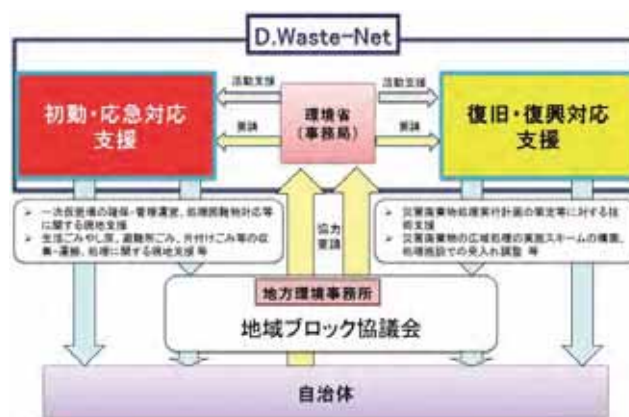 D.Waste-Net
初動・応急対応
支援
活動支援
要請
環境省
(事務局)
活動支援
要請
復旧・復興対応
支援
➢ 一次仮置場の確保・管理運営、処理困難物対応等
に関する現地支援
➢ 生活ごみやし尿、避難所ごみ、片付けごみ等の収
集・運搬、処理に関する現地支援 等
協力
要請
➢ 災害廃棄物処理実行計画の策定等に対する技
術支援
➢ 災害廃棄物の広域処理の実施スキームの構築、
処理施設での受入れ調整 等
地方環境事務所
地域ブロック協議会
自治体